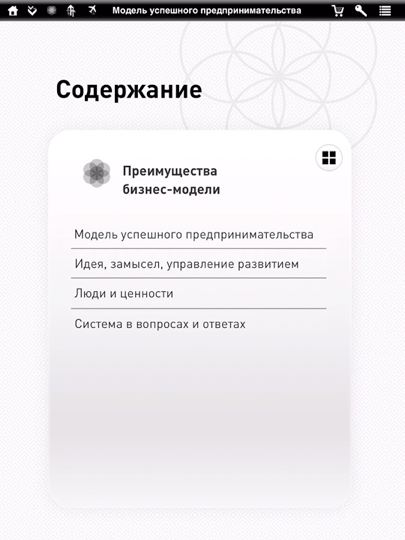 Модель успешного предпринимательства
Содержание
Преимущества
бизнес-модели
Модель успешного предпринимательства
Идея, замысел, управление развитием
Люди и ценности
Система в вопросах и ответах